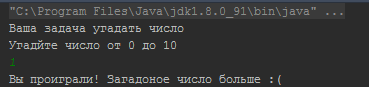 "C:\Program Files\Java\jdk1.8.0_91\bin\java" ...
Ваша задача угадать число
Угадйте число от 0 до 10
1
Вы проиграли! Загадоное число больше :(